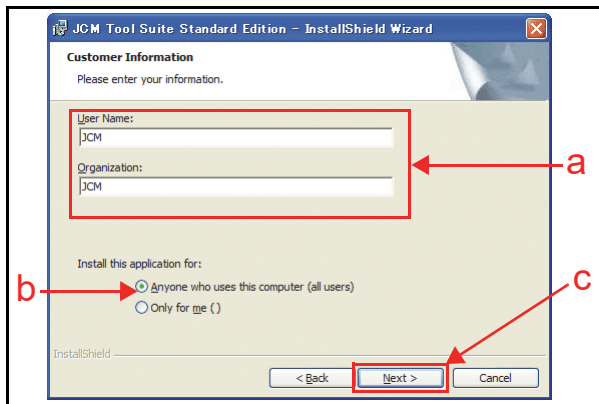 JCM Tool Suite Standard Edition - InstallShield Wizard
Customer Information
Please enter your information.
User Name:
JCM
Organization:
JCM
a
Install this application for:
b
Anyone who uses this computer (all users)
Only for me ()
c
InstallShield
< Back
Next >
Cancel